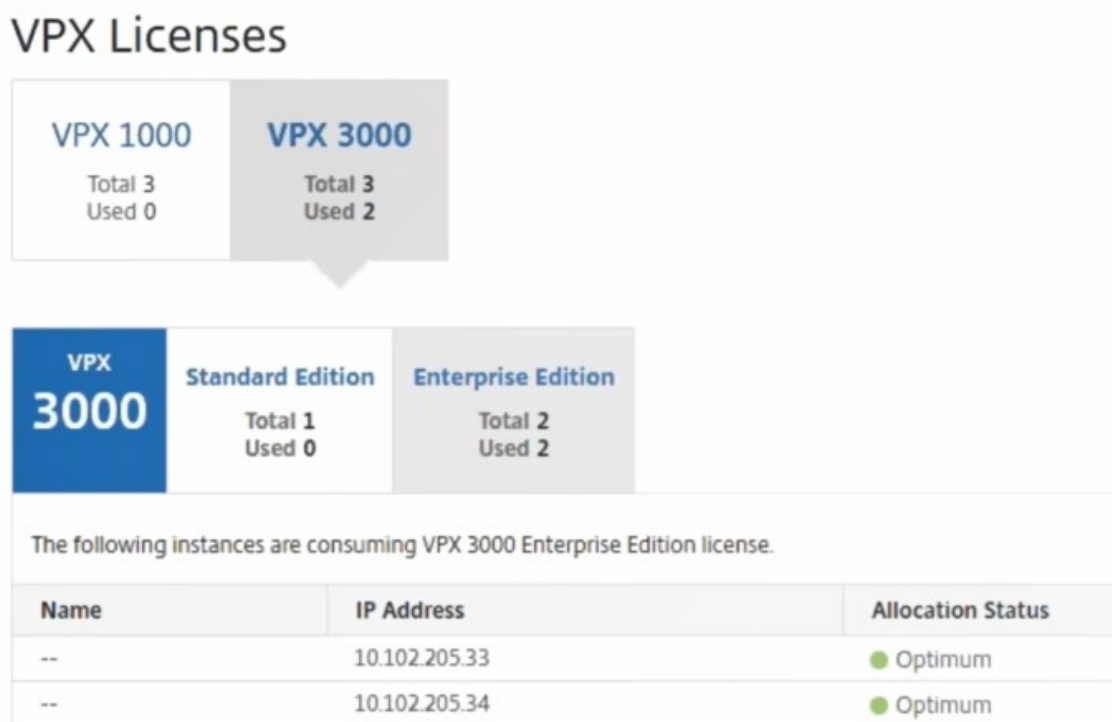 VPX Licenses
VPX 1000
Total 3
Used 0
VPX 3000
Total 3
Used 2
VPX
3000
Standard Edition
Total 1
Used 0
Enterprise Edition
Total 2
Used 2
The following instances are consuming VPX 3000 Enterprise Edition license.
Name IP Address Allocation Status
-- 10.102.205.33 Optimum
-- 10.102.205.34 Optimum